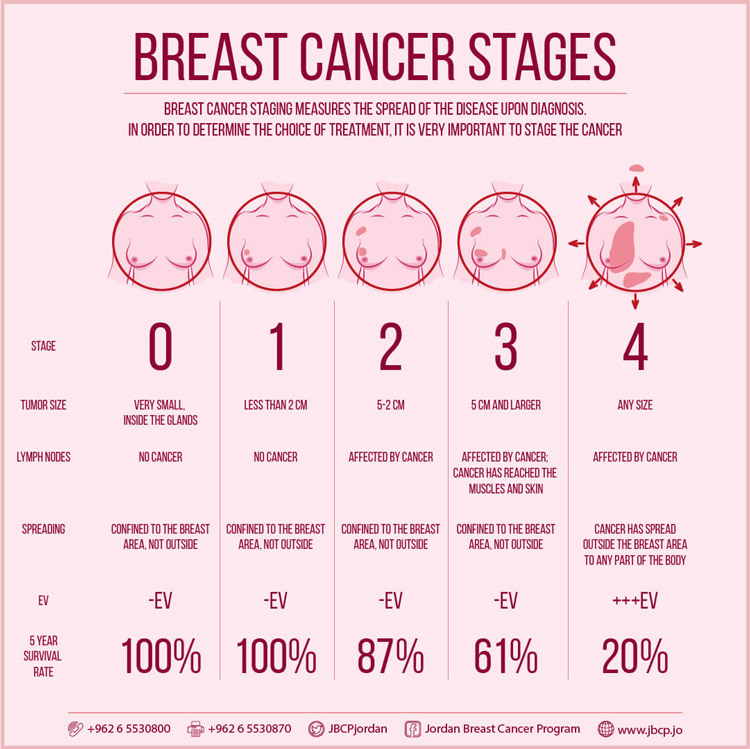 BREAST CANCER STAGES
BREAST CANCER STAGING MEASURES THE SPREAD OF THE DISEASE UPON DIAGNOSIS.
IN ORDER TO DETERMINE THE CHOICE OF TREATMENT, IT IS VERY IMPORTANT TO STAGE THE CANCER
STAGE
0
1
2
3
4
TUMOR SIZE
VERY SMALL,
INSIDE THE GLANDS
LESS THAN 2 CM
5-2 CM
5 CM AND LARGER
ANY SIZE
LYMPH NODES
NO CANCER
NO CANCER
AFFECTED BY CANCER
AFFECTED BY CANCER;
CANCER HAS REACHED THE
MUSCLES AND SKIN
AFFECTED BY CANCER
SPREADING
CONFINED TO THE BREAST
AREA, NOT OUTSIDE
CONFINED TO THE BREAST
AREA, NOT OUTSIDE
CONFINED TO THE BREAST
AREA, NOT OUTSIDE
CONFINED TO THE BREAST
AREA, NOT OUTSIDE
CANCER HAS SPREAD
OUTSIDE THE BREAST AREA
TO ANY PART OF THE BODY
EV
-EV
-EV
-EV
-EV
+++EV
5 YEAR
SURVIVAL
RATE
100%
100%
87%
61%
20%
+962 6 5530800
+962 6 5530870
JBCPjordan
Jordan Breast Cancer Program
www.jbcp.jo